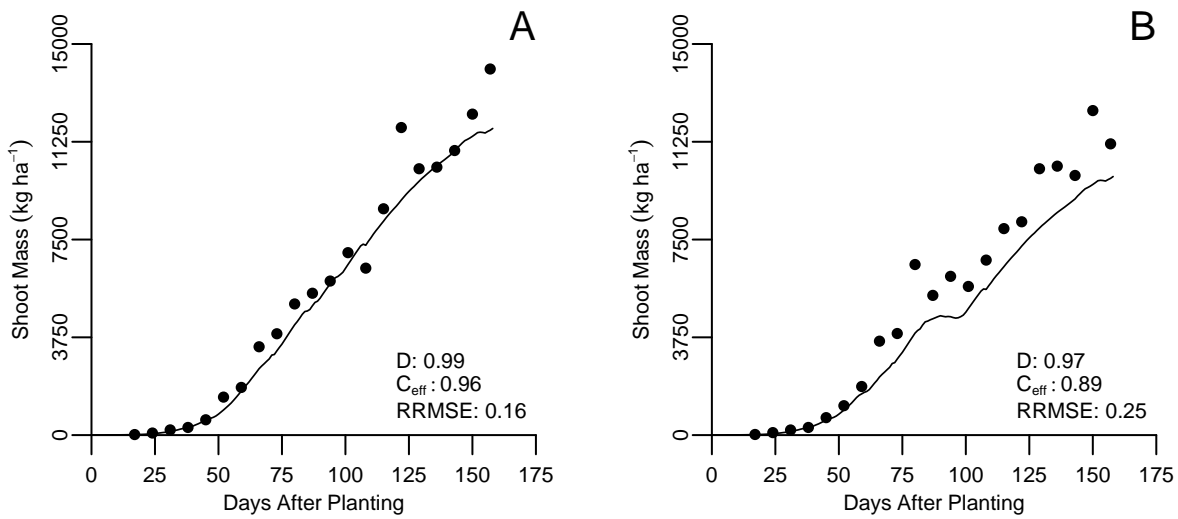 A
15000
11250
7500
3750
0
Shoot Mass (kg ha⁻¹)
D: 0.99
C_eff : 0.96
RRMSE: 0.16
0 25 50 75 100 125 150 175
Days After Planting
B
15000
11250
7500
3750
0
Shoot Mass (kg ha⁻¹)
D: 0.97
C_eff : 0.89
RRMSE: 0.25
0 25 50 75 100 125 150 175
Days After Planting